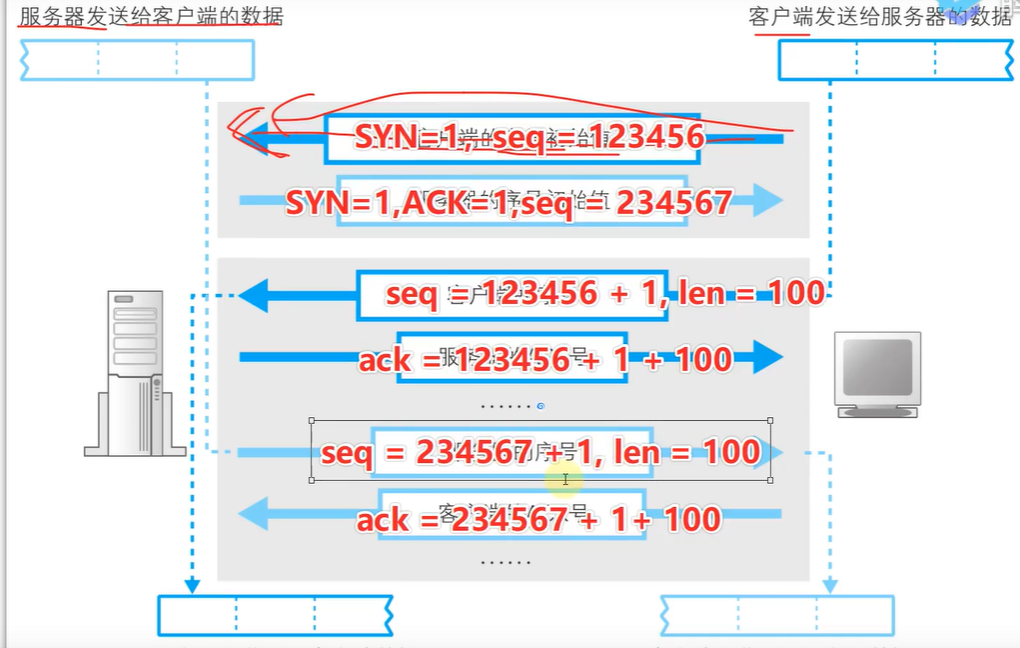 服务器发送给客户端的数据
客户端发送给服务器的数据
SYN=1, seq = 123456
SYN=1,ACK=1,seq = 234567
seq = 123456 + 1, len = 100
ack = 123456 + 1 + 100
......
seq = 234567 + 1, len = 100
ack = 234567 + 1+ 100
......